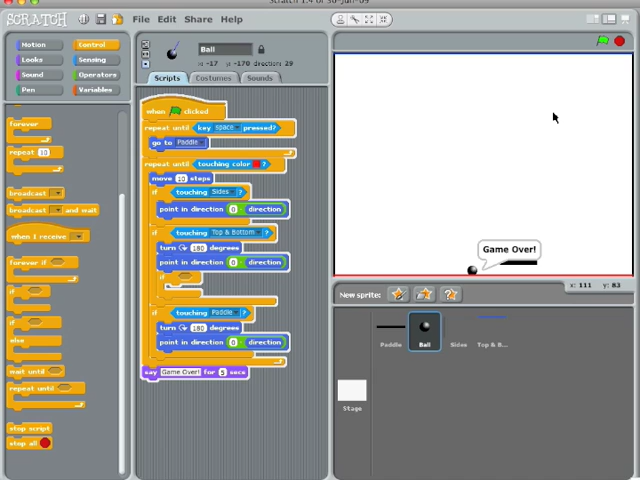 Scratch 1.4 of 30-Jun-09
SCRATCH File Edit Share Help
Motion Control
Looks Sensing
Sound Operators
Pen Variables
forever
repeat 10
broadcast
broadcast and wait
when I receive
forever if
if
if
else
wait until
repeat until
stop script
stop all
Ball
x: -17 y: -170 direction: 29
Scripts Costumes Sounds
when clicked
repeat until key space pressed?
go to Paddle
repeat until touching color ?
move 10 steps
if touching Sides ?
point in direction 0 - direction
if touching Top & Bottom ?
turn 180 degrees
point in direction 0 - direction
if
if touching Paddle ?
turn 180 degrees
point in direction 0 - direction
say Game Over! for 5 secs
Game Over!
x: 111 y: 83
New sprite:
Paddle Ball Sides Top & B...
Stage